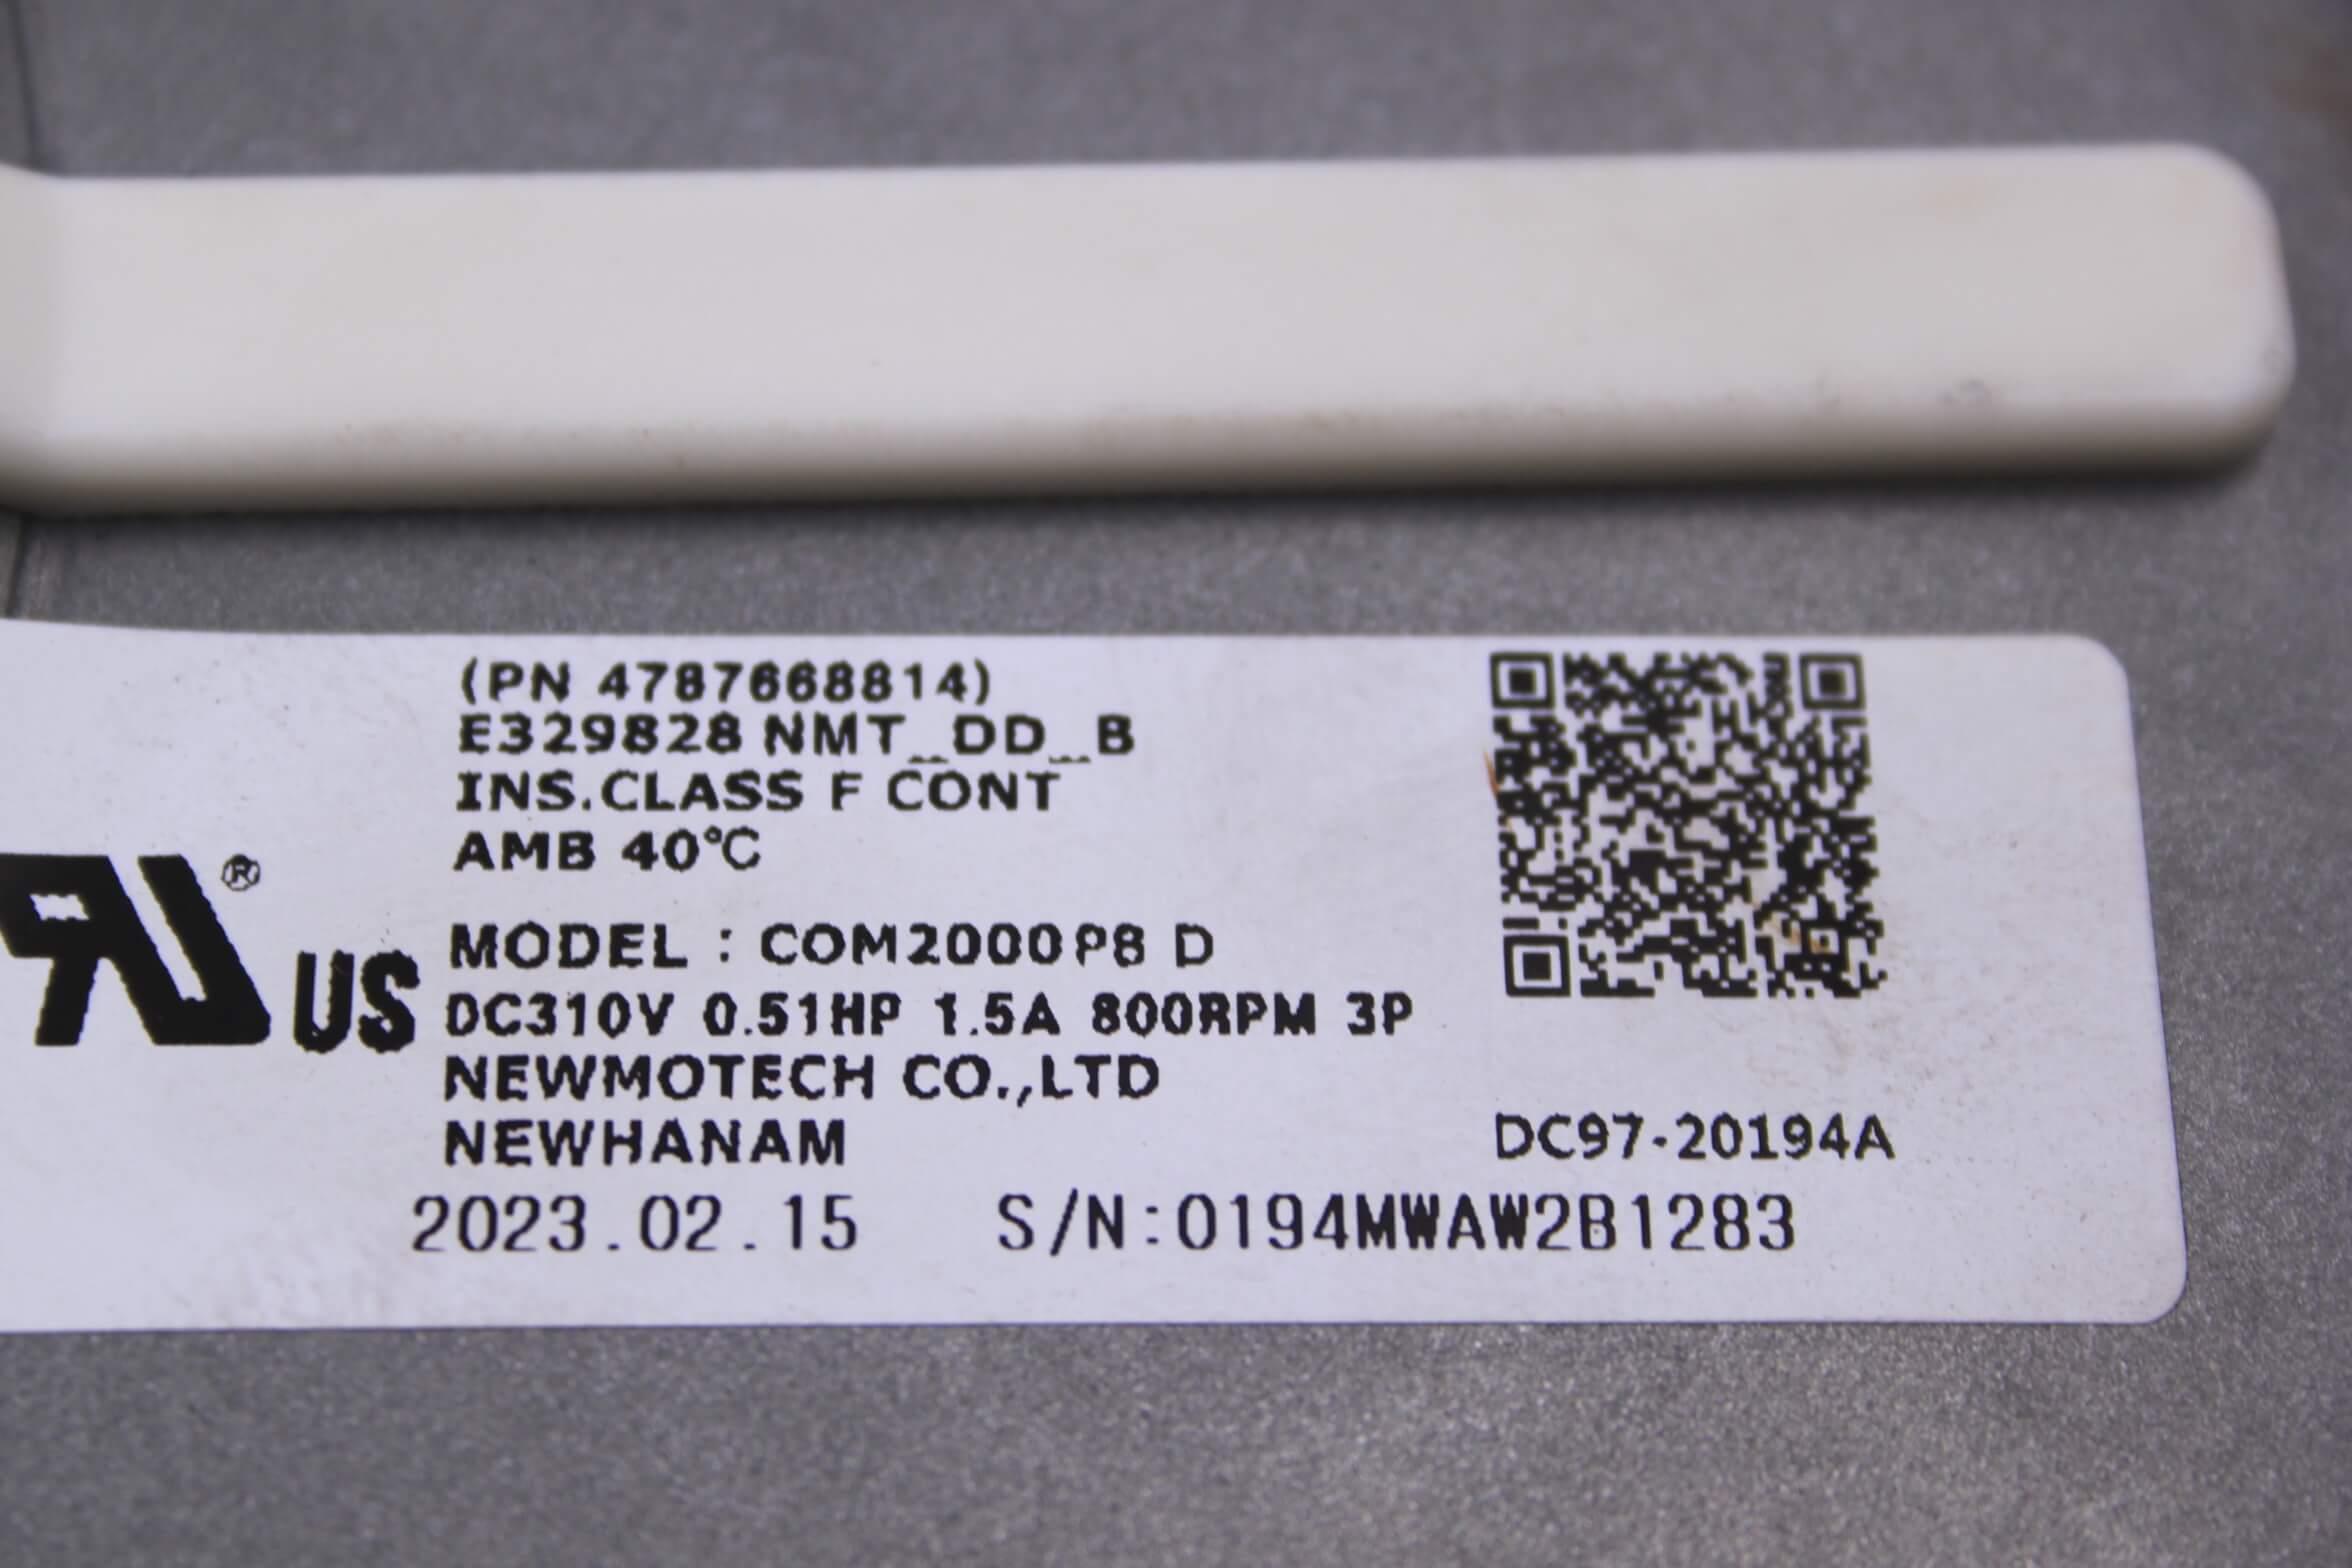 (PN 4787668814)
E329828 NMT_DD_B
INS.CLASS F CONT
AMB 40℃
RU® US
MODEL : COM2000P8 D
DC310V 0.51HP 1.5A 800RPM 3P
NEWMOTECH CO.,LTD
NEWHANAM
DC97-20194A
2023.02.15 S/N:0194MWAW2B1283